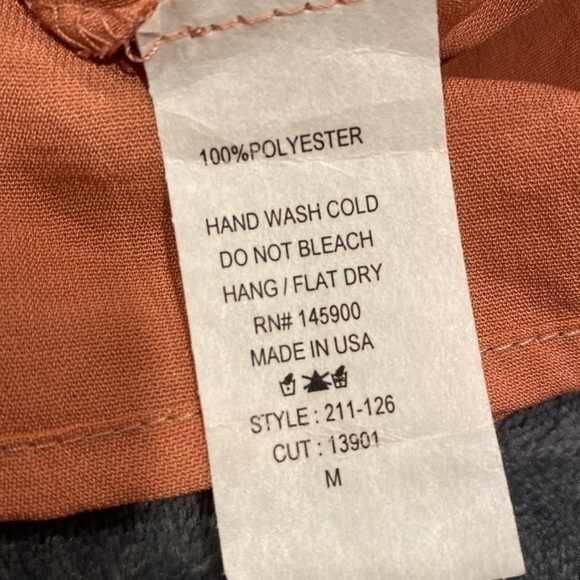 100%POLYESTER
HAND WASH COLD
DO NOT BLEACH
HANG / FLAT DRY
RN# 145900
MADE IN USA
STYLE : 211-126
CUT : 13901
M